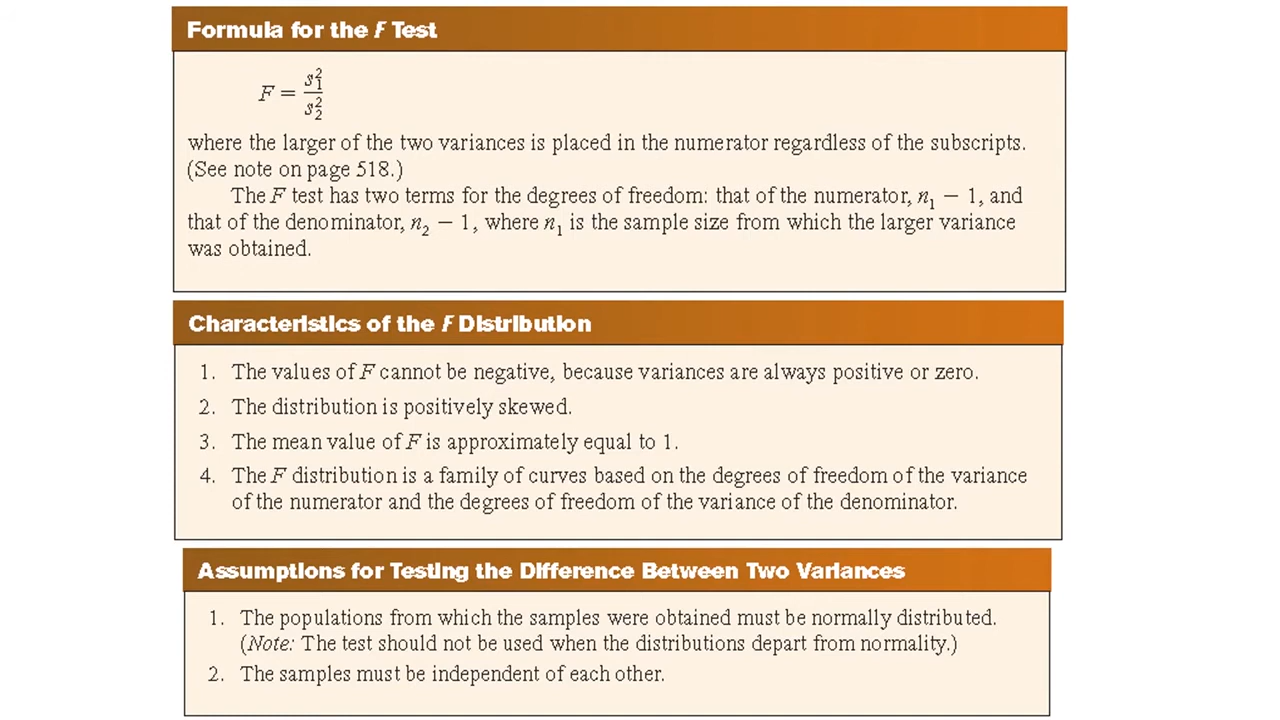 Formula for the F Test
F = s₁²/s₂²
where the larger of the two variances is placed in the numerator regardless of the subscripts.
(See note on page 518.)
The F test has two terms for the degrees of freedom: that of the numerator, n₁ − 1, and
that of the denominator, n₂ − 1, where n₁ is the sample size from which the larger variance
was obtained.
Characteristics of the F Distribution
1. The values of F cannot be negative, because variances are always positive or zero.
2. The distribution is positively skewed.
3. The mean value of F is approximately equal to 1.
4. The F distribution is a family of curves based on the degrees of freedom of the variance
of the numerator and the degrees of freedom of the variance of the denominator.
Assumptions for Testing the Difference Between Two Variances
1. The populations from which the samples were obtained must be normally distributed.
(Note: The test should not be used when the distributions depart from normality.)
2. The samples must be independent of each other.